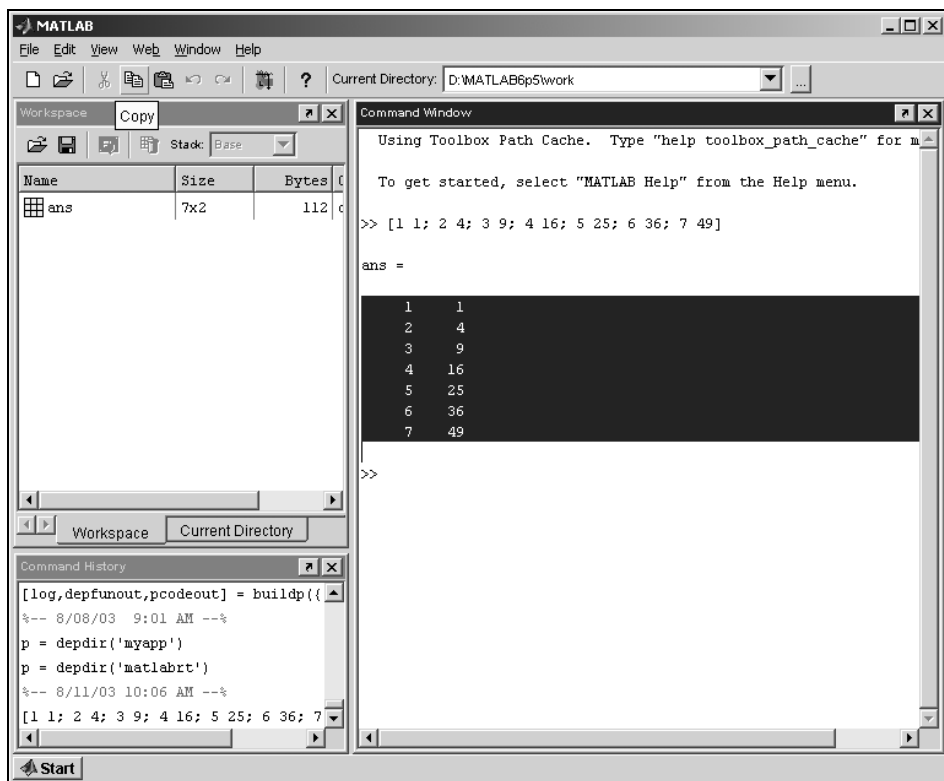 MATLAB
File Edit View Web Window Help
? Current Directory: D:\MATLAB6p5\work ...
Workspace
Copy
Stack: Base
Name Size Bytes C
ans 7x2 112 d
Workspace Current Directory
Command History
[log,depfunout,pcodeout] = buildp({
%-- 8/08/03 9:01 AM --%
p = depdir('myapp')
p = depdir('matlabrt')
%-- 8/11/03 10:06 AM --%
[1 1; 2 4; 3 9; 4 16; 5 25; 6 36; 7
Command Window
Using Toolbox Path Cache. Type "help toolbox_path_cache" for m
To get started, select "MATLAB Help" from the Help menu.
>> [1 1; 2 4; 3 9; 4 16; 5 25; 6 36; 7 49]
ans =
1 1
2 4
3 9
4 16
5 25
6 36
7 49
>>
Start